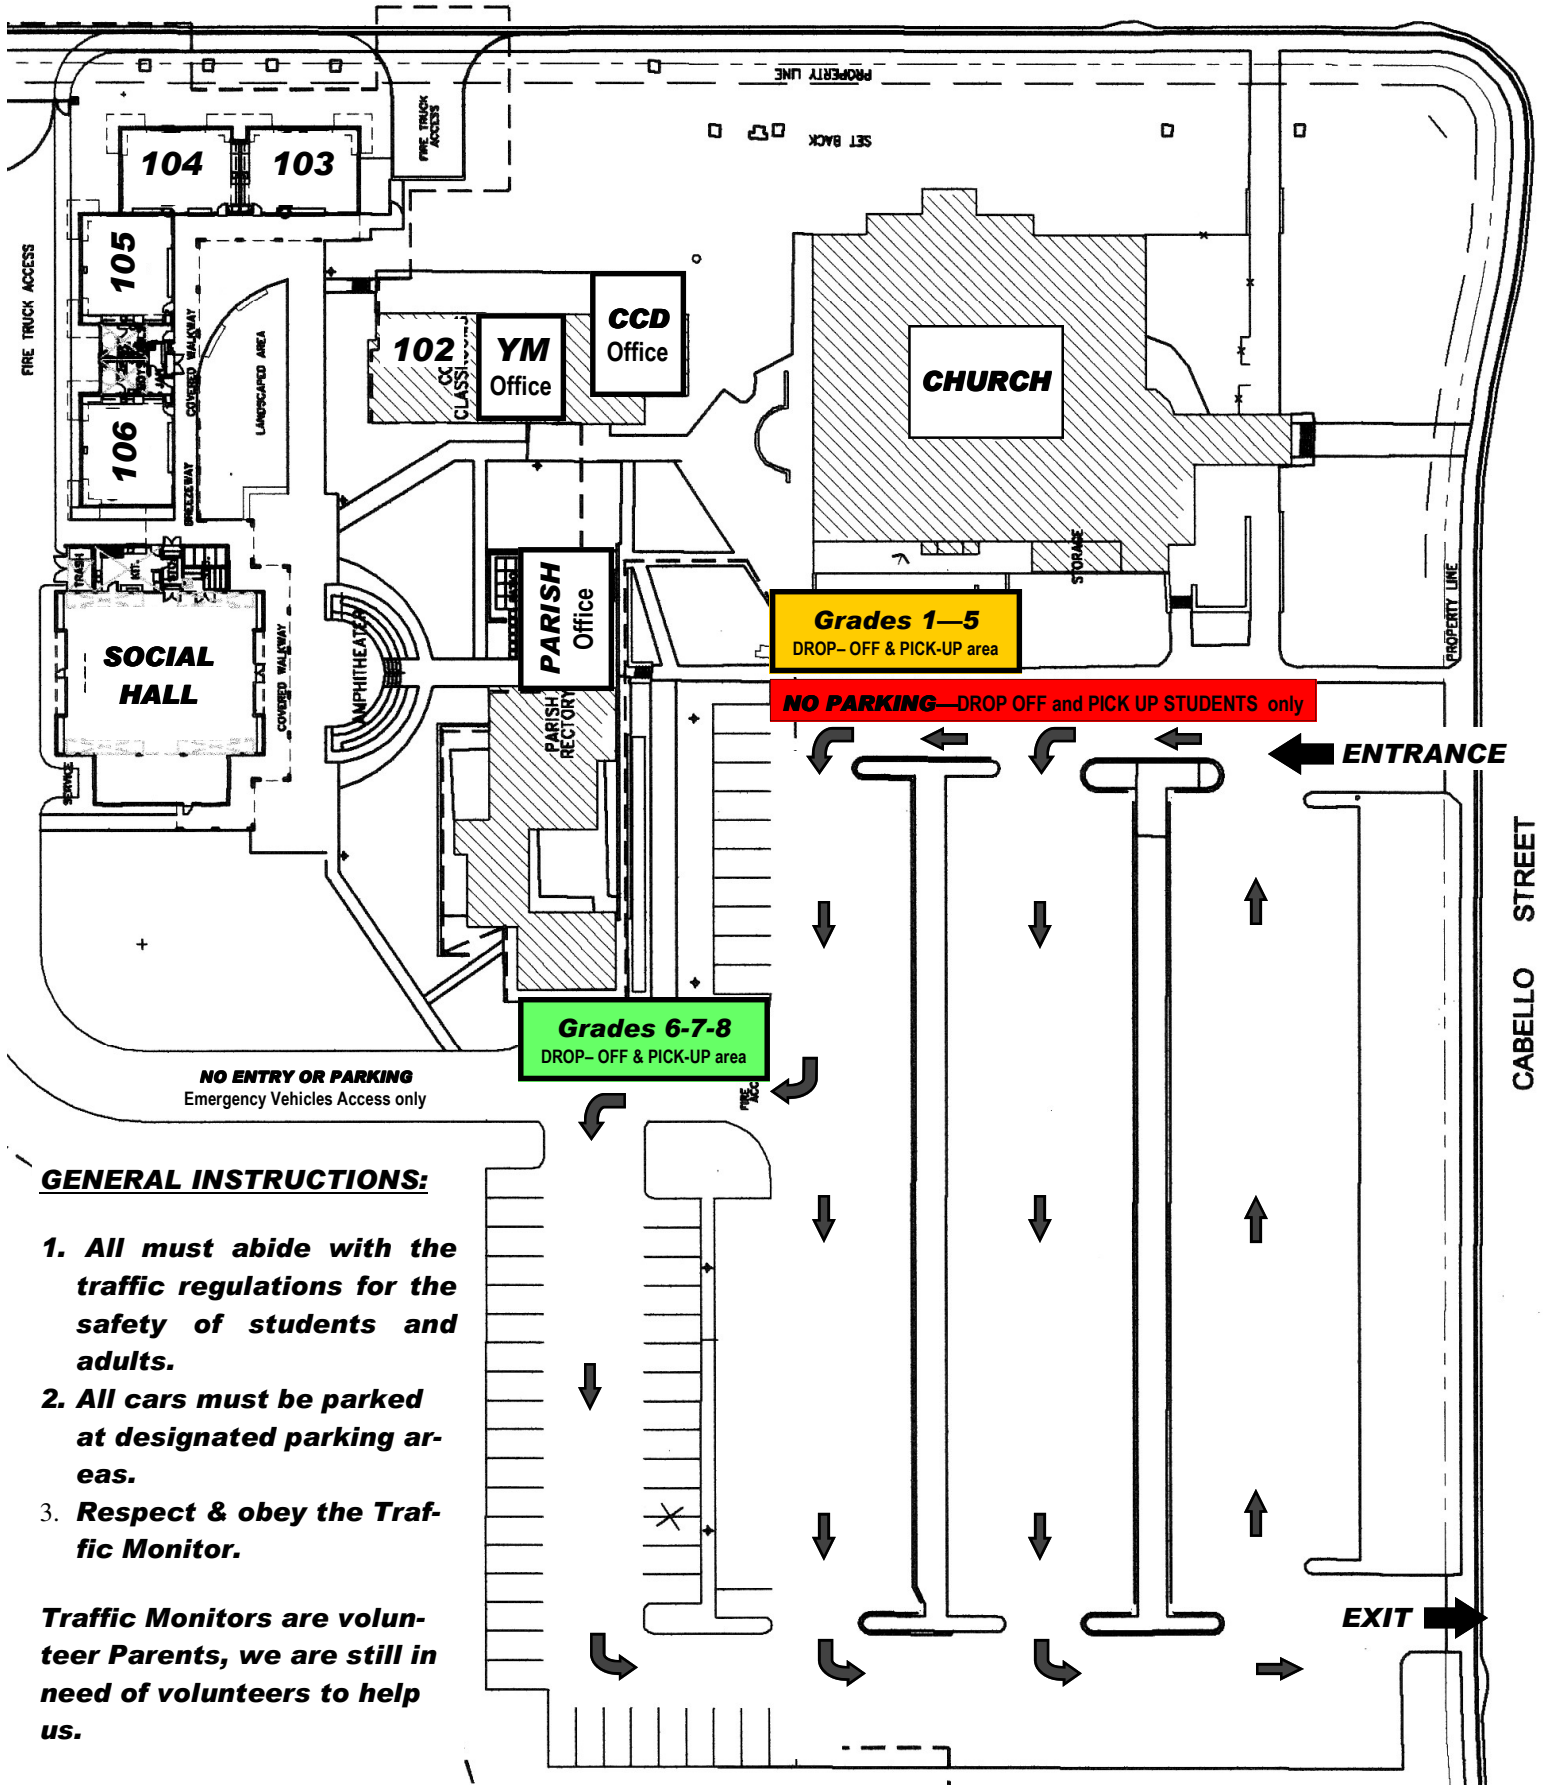 PROPERTY LINE
SET BACK
FIRE TRUCK
ACCESS
104
103
105
106
FIRE TRUCK ACCESS
COVERED WALKWAY
LANDSCAPED AREA
BREEZEWAY
102
CLASSROOMS
YM
Office
CCD
Office
CHURCH
STORAGE
TRASH
KIT.
SOCIAL
HALL
COVERED WALKWAY
AMPHITHEATER
SERVICE
PARISH
Office
PARISH
RECTORY
PROPERTY LINE
Grades 1—5
DROP– OFF & PICK-UP area
NO PARKING—DROP OFF and PICK UP STUDENTS only
ENTRANCE
CABELLO STREET
Grades 6-7-8
DROP– OFF & PICK-UP area
FIRE
ACC
NO ENTRY OR PARKING
Emergency Vehicles Access only
GENERAL INSTRUCTIONS:
1. All must abide with the
traffic regulations for the
safety of students and
adults.
2. All cars must be parked
at designated parking ar-
eas.
3. Respect & obey the Traf-
fic Monitor.
Traffic Monitors are volun-
teer Parents, we are still in
need of volunteers to help
us.
EXIT